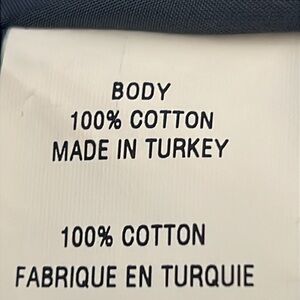 BODY
100% COTTON
MADE IN TURKEY
100% COTTON
FABRIQUE EN TURQUIE